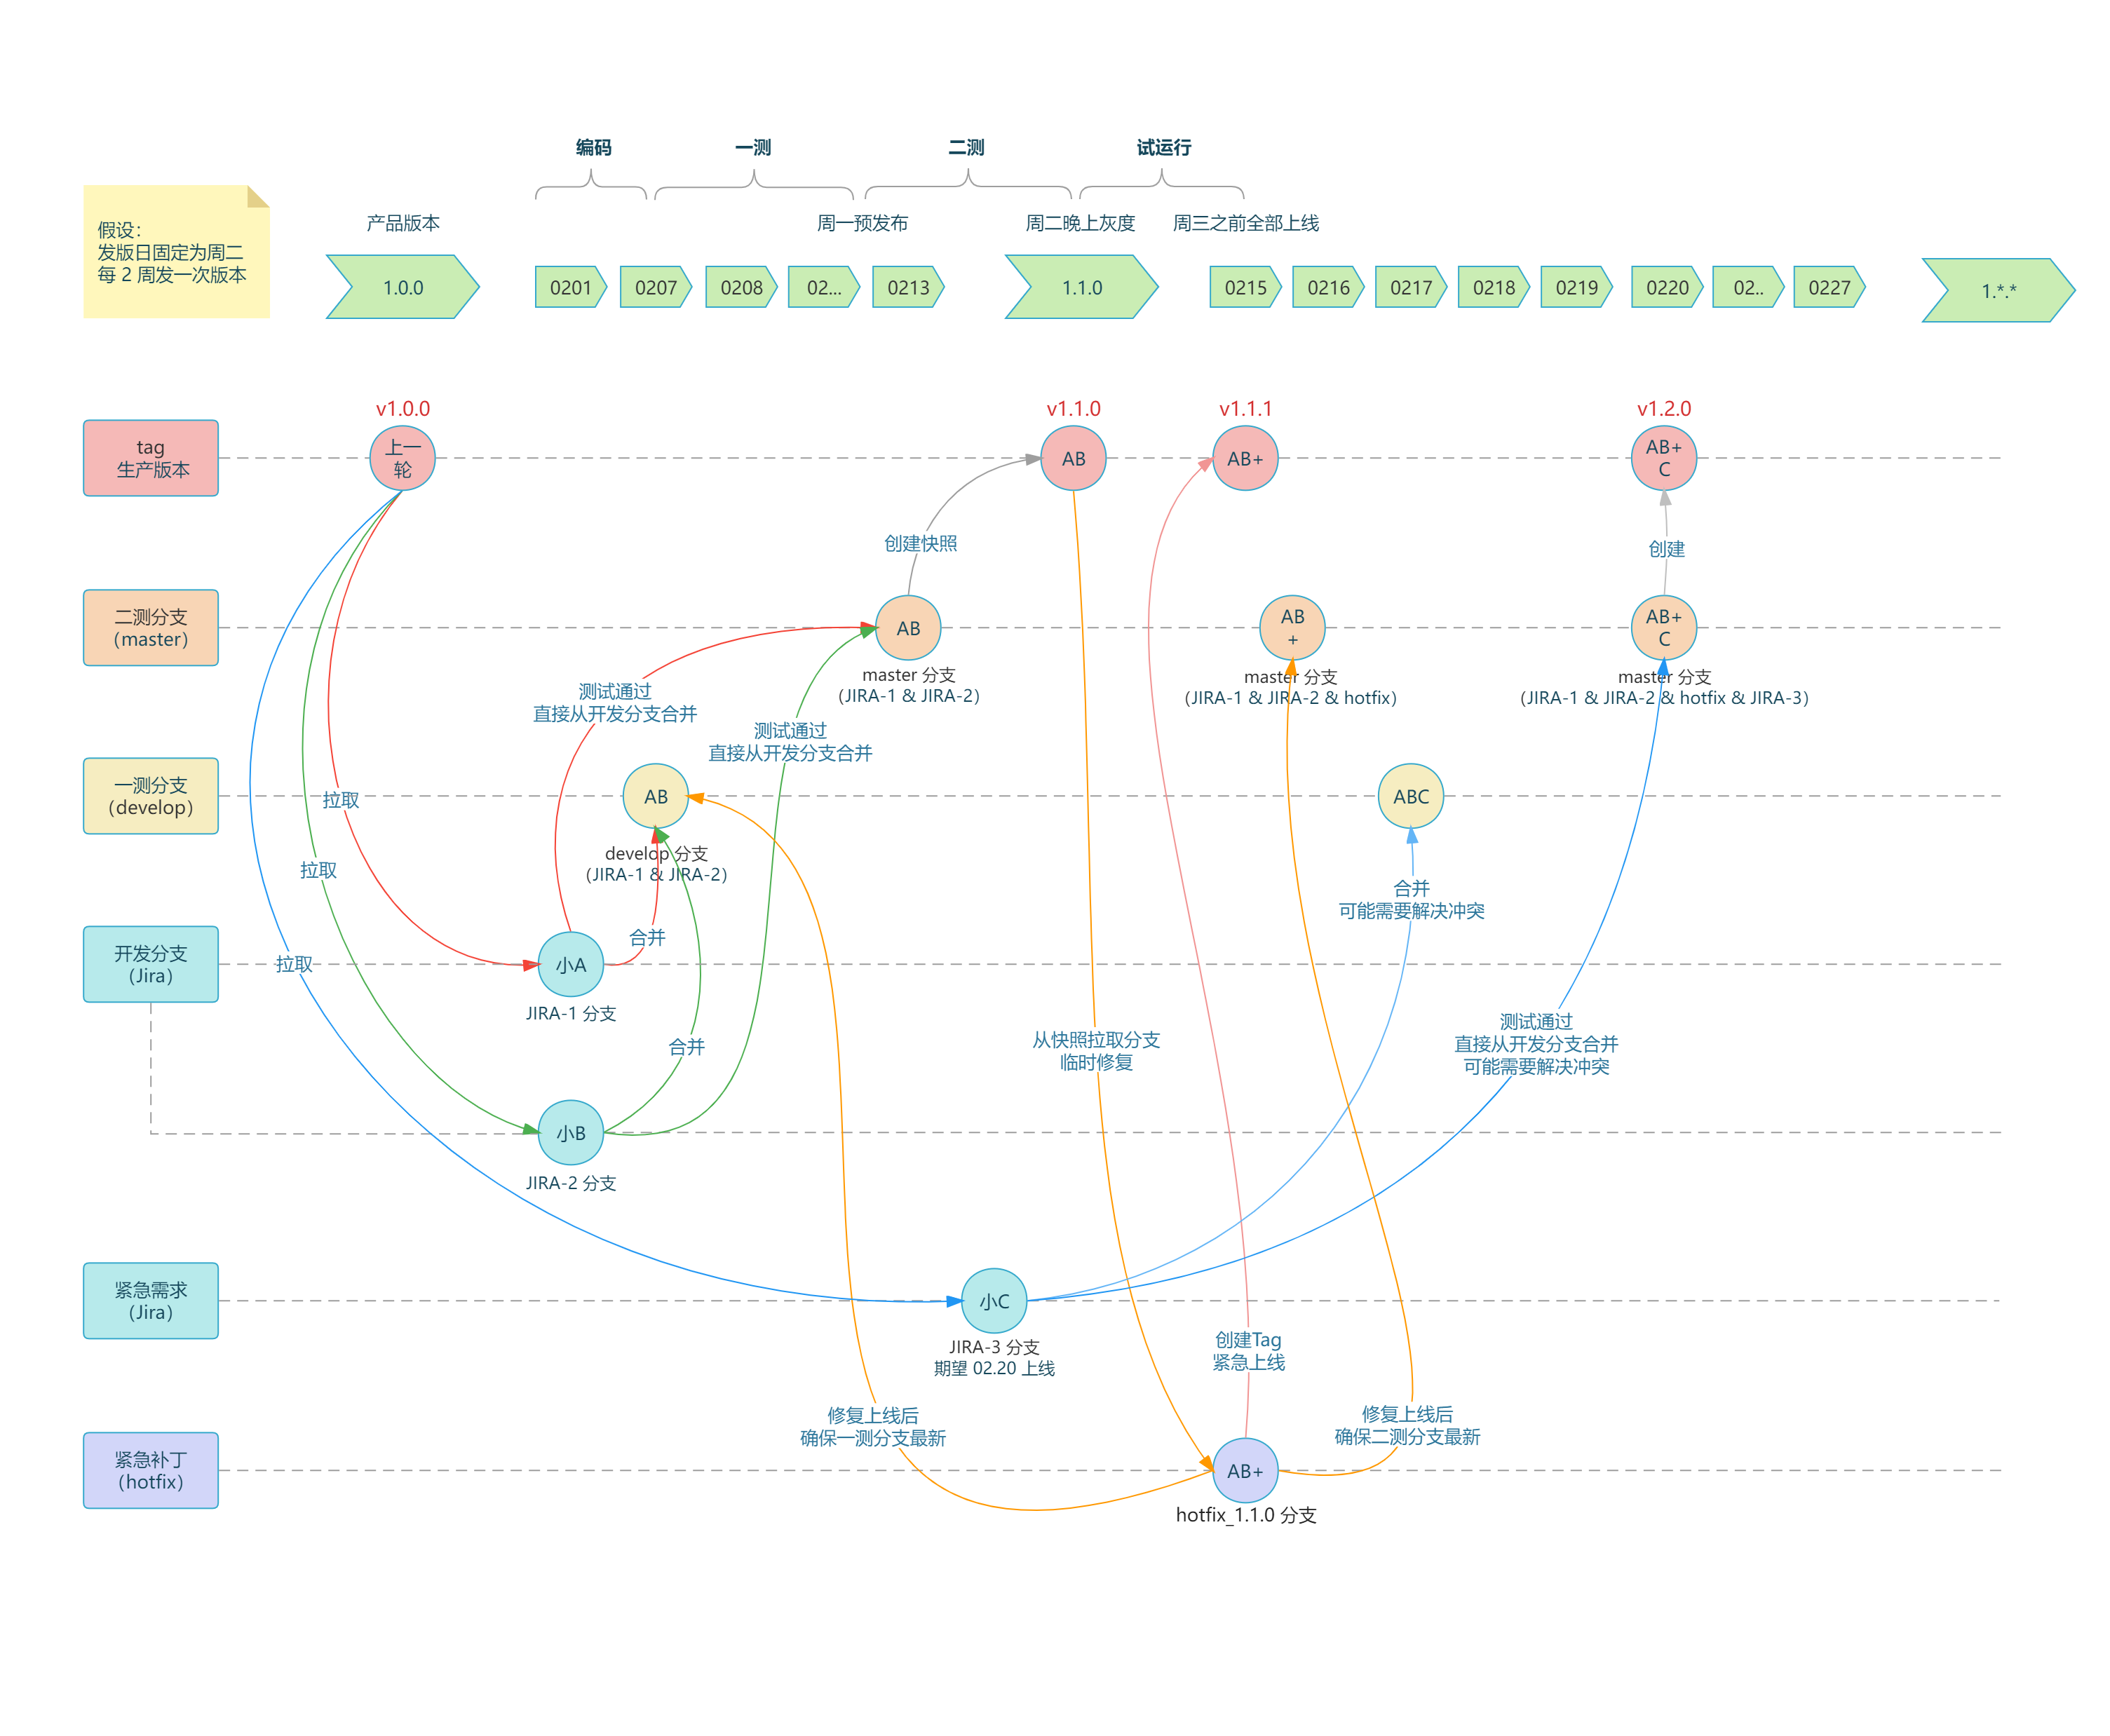 编码
一测
二测
试运行
假设：
发版日固定为周二
每 2 周发一次版本
产品版本
周一预发布
周二晚上灰度
周三之前全部上线
1.0.0
0201
0207
0208
02...
0213
1.1.0
0215
0216
0217
0218
0219
0220
02..
0227
1.*.*
v1.0.0
v1.1.0
v1.1.1
v1.2.0
tag
生产版本
上一
轮
AB
AB+
AB+
C
创建快照
创建
二测分支
（master）
AB
AB
+
AB+
C
master 分支
（JIRA-1 & JIRA-2）
master 分支
（JIRA-1 & JIRA-2 & hotfix）
master 分支
（JIRA-1 & JIRA-2 & hotfix & JIRA-3）
测试通过
直接从开发分支合并
测试通过
直接从开发分支合并
一测分支
（develop）
拉取
AB
ABC
develop 分支
（JIRA-1 & JIRA-2）
拉取
合并
可能需要解决冲突
开发分支
（Jira）
拉取
小A
合并
JIRA-1 分支
合并
从快照拉取分支
临时修复
测试通过
直接从开发分支合并
可能需要解决冲突
小B
JIRA-2 分支
紧急需求
（Jira）
小C
JIRA-3 分支
期望 02.20 上线
创建Tag
紧急上线
修复上线后
确保一测分支最新
修复上线后
确保二测分支最新
紧急补丁
（hotfix）
AB+
hotfix_1.1.0 分支